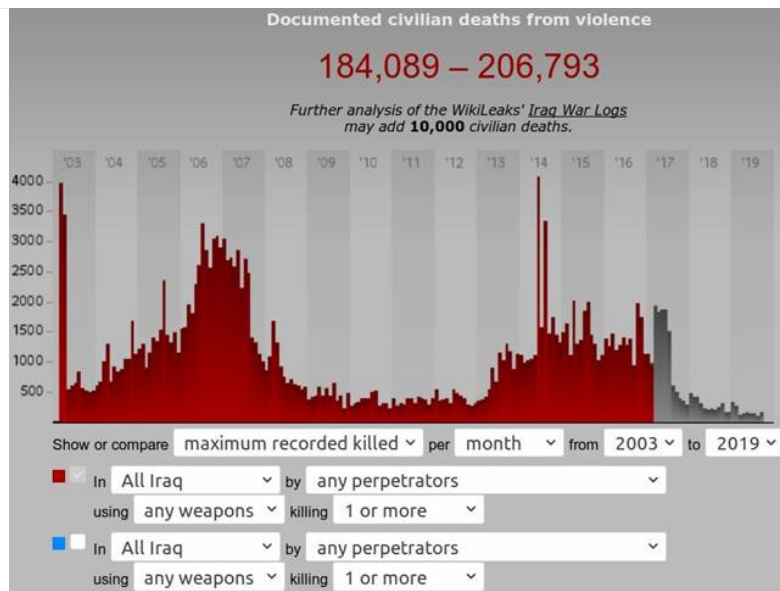 Documented civilian deaths from violence
184,089 – 206,793
Further analysis of the WikiLeaks' Iraq War Logs
may add 10,000 civilian deaths.
'03 '04 '05 '06 '07 '08 '09 '10 '11 '12 '13 '14 '15 '16 '17 '18 '19
4000
3500
3000
2500
2000
1500
1000
500
Show or compare maximum recorded killed per month from 2003 to 2019
In All Iraq by any perpetrators
using any weapons killing 1 or more
In All Iraq by any perpetrators
using any weapons killing 1 or more